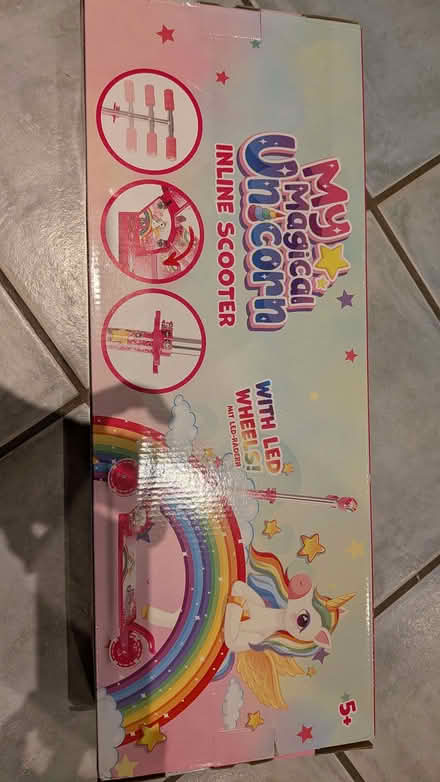 My
Magical
Unicorn
INLINE SCOOTER
WITH LED
WHEELS!
MIT LED-RÄDERN
5+